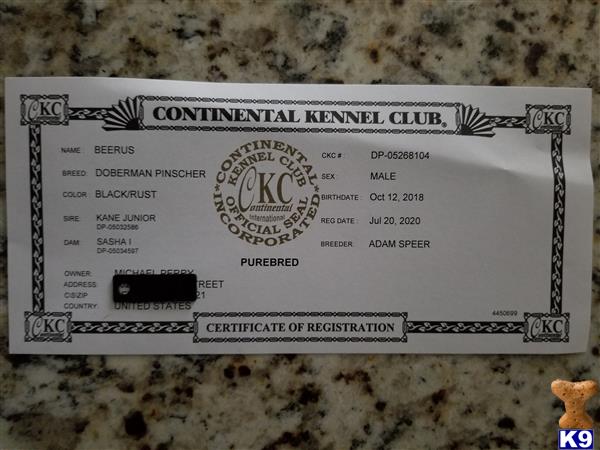 CKC
CKC
CONTINENTAL KENNEL CLUB®
NAME: BEERUS
BREED: DOBERMAN PINSCHER
COLOR: BLACK/RUST
SIRE: KANE JUNIOR
DP-05032586
DAM: SASHA I
DP-05034597
CONTINENTAL
KENNEL CLUB
CKC
Continental
International
OFFICIAL SEAL
INCORPORATED
PUREBRED
CKC # : DP-05268104
SEX: MALE
BIRTHDATE: Oct 12, 2018
REG DATE: Jul 20, 2020
BREEDER: ADAM SPEER
OWNER: MICHAEL PERRY
ADDRESS: STREET
C/S/ZIP 21
COUNTRY: UNITED STATES
4450699
CKC
CERTIFICATE OF REGISTRATION
CKC
K9